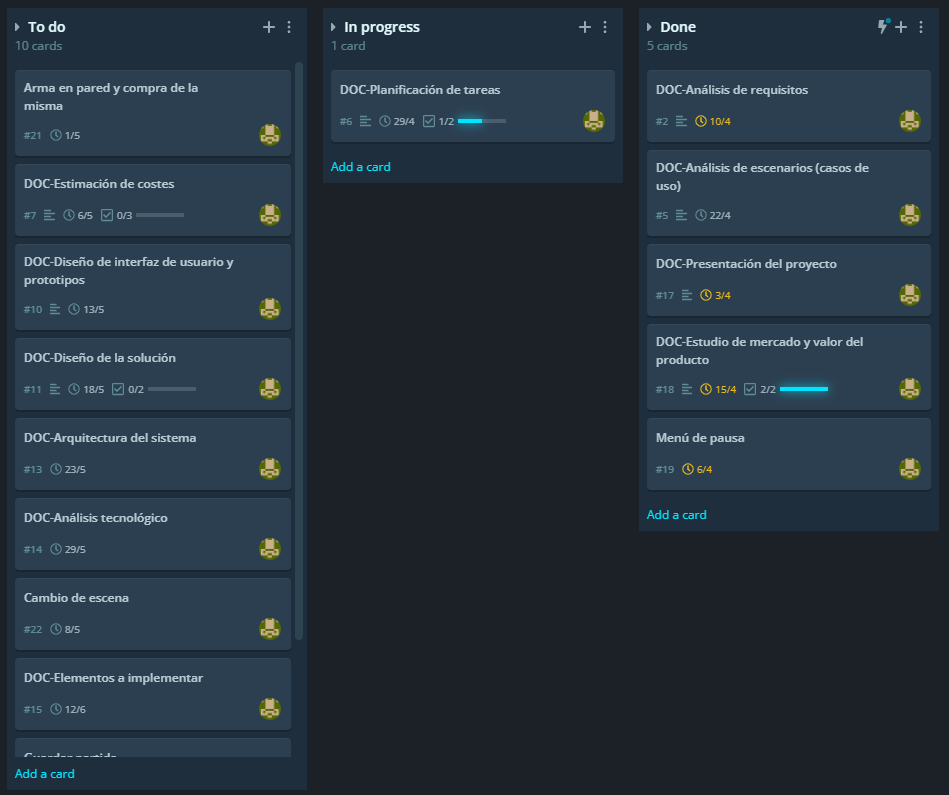 To do
10 cards
Arma en pared y compra de la
misma
#21 1/5
DOC-Estimación de costes
#7 6/5 0/3
DOC-Diseño de interfaz de usuario y
prototipos
#10 13/5
DOC-Diseño de la solución
#11 18/5 0/2
DOC-Arquitectura del sistema
#13 23/5
DOC-Análisis tecnológico
#14 29/5
Cambio de escena
#22 8/5
DOC-Elementos a implementar
#15 12/6
Guardar partida
Add a card
In progress
1 card
DOC-Planificación de tareas
#6 29/4 1/2
Add a card
Done
5 cards
DOC-Análisis de requisitos
#2 10/4
DOC-Análisis de escenarios (casos de
uso)
#5 22/4
DOC-Presentación del proyecto
#17 3/4
DOC-Estudio de mercado y valor del
producto
#18 15/4 2/2
Menú de pausa
#19 6/4
Add a card